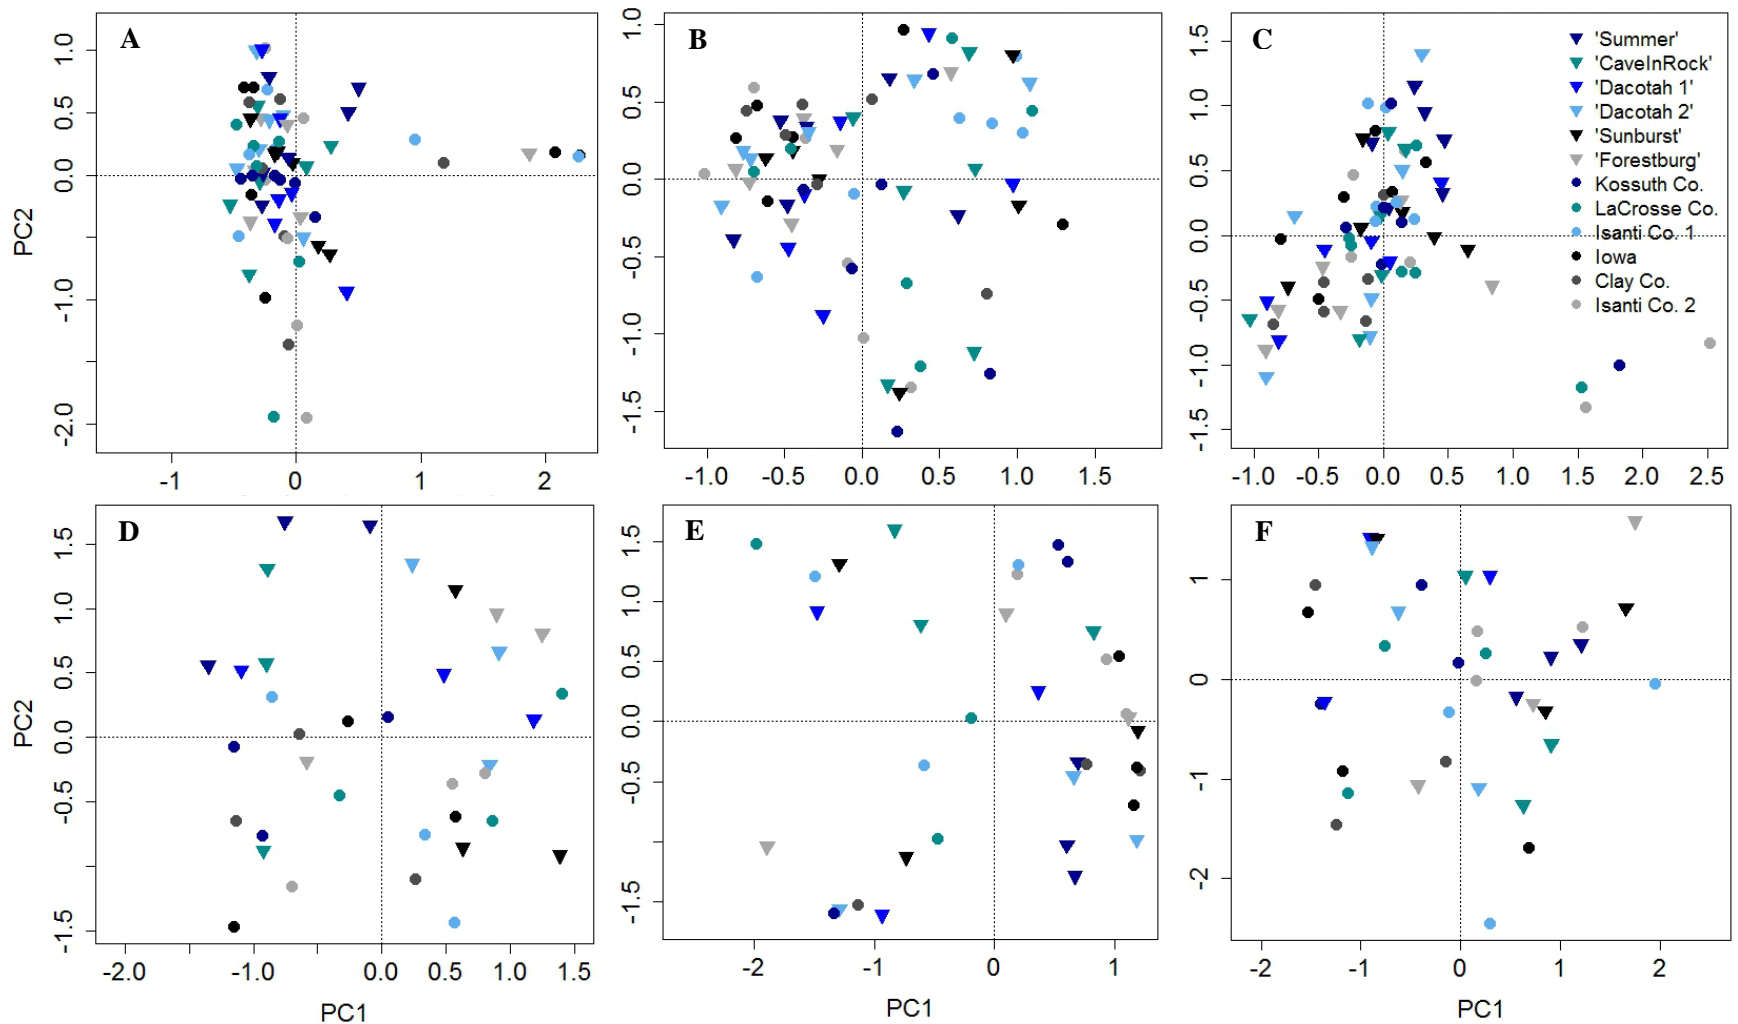 A
B
C
'Summer'
'CaveInRock'
'Dacotah 1'
'Dacotah 2'
'Sunburst'
'Forestburg'
Kossuth Co.
LaCrosse Co.
Isanti Co. 1
Iowa
Clay Co.
Isanti Co. 2
PC2
1.0
0.5
0.0
-1.0
-2.0
-1 0 1 2
1.0
0.5
0.0
-0.5
-1.0
-1.5
-1.0 -0.5 0.0 0.5 1.0 1.5
1.5
1.0
0.5
0.0
-0.5
-1.0
-1.5
-1.0 -0.5 0.0 0.5 1.0 1.5 2.0 2.5
D
E
F
PC2
1.5
1.0
0.5
0.0
-0.5
-1.5
-2.0 -1.0 0.0 0.5 1.0 1.5
PC1
1.5
1.0
0.5
0.0
-0.5
-1.5
-2 -1 0 1
PC1
1
0
-1
-2
-2 -1 0 1 2
PC1